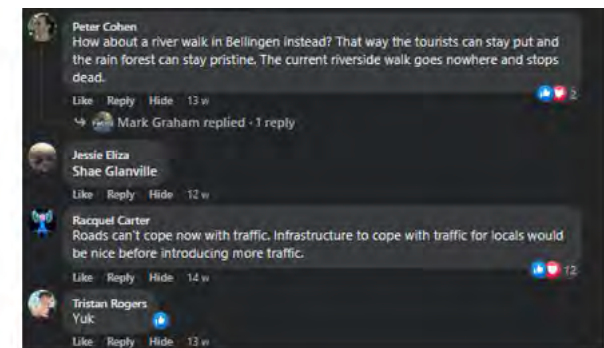 Peter Cohen
How about a river walk in Bellingen instead? That way the tourists can stay put and
the rain forest can stay pristine. The current riverside walk goes nowhere and stops
dead.
Like Reply Hide 13 w
2
Mark Graham replied · 1 reply
Jessie Eliza
Shae Glanville
Like Reply Hide 12 w
Racquel Carter
Roads can't cope now with traffic. Infrastructure to cope with traffic for locals would
be nice before introducing more traffic.
Like Reply Hide 14 w
12
Tristan Rogers
Yuk
Like Reply Hide 13 w